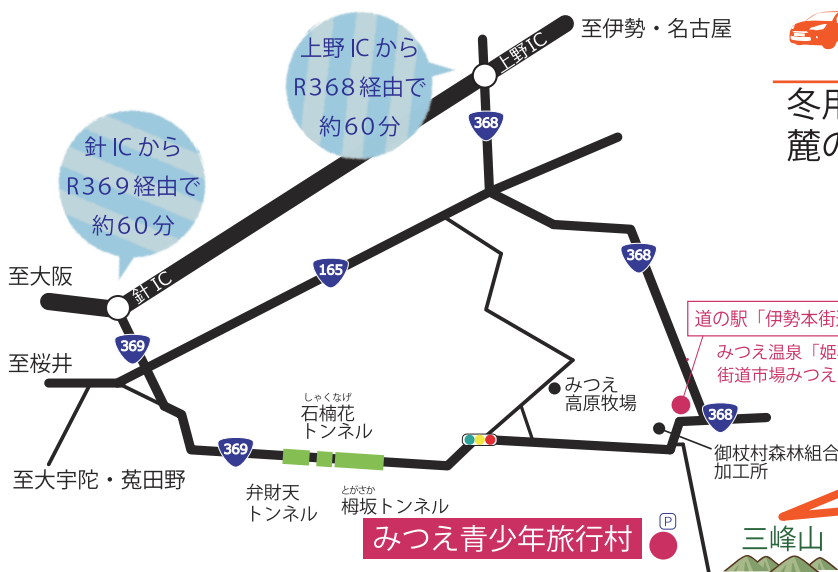 至伊勢・名古屋
上野IC
上野ICから
R368経由で
約60分
冬用
麓の
368
針ICから
R369経由で
約60分
165
368
至大阪
針IC
369
至桜井
道の駅「伊勢本街道
みつえ温泉「姫
街道市場みつえ
みつえ
高原牧場
368
しゃくなげ
石楠花
トンネル
369
御杖村森林組合
加工所
至大宇陀・菟田野
弁財天
トンネル
とがさか
栂坂トンネル
みつえ青少年旅行村
P
三峰山